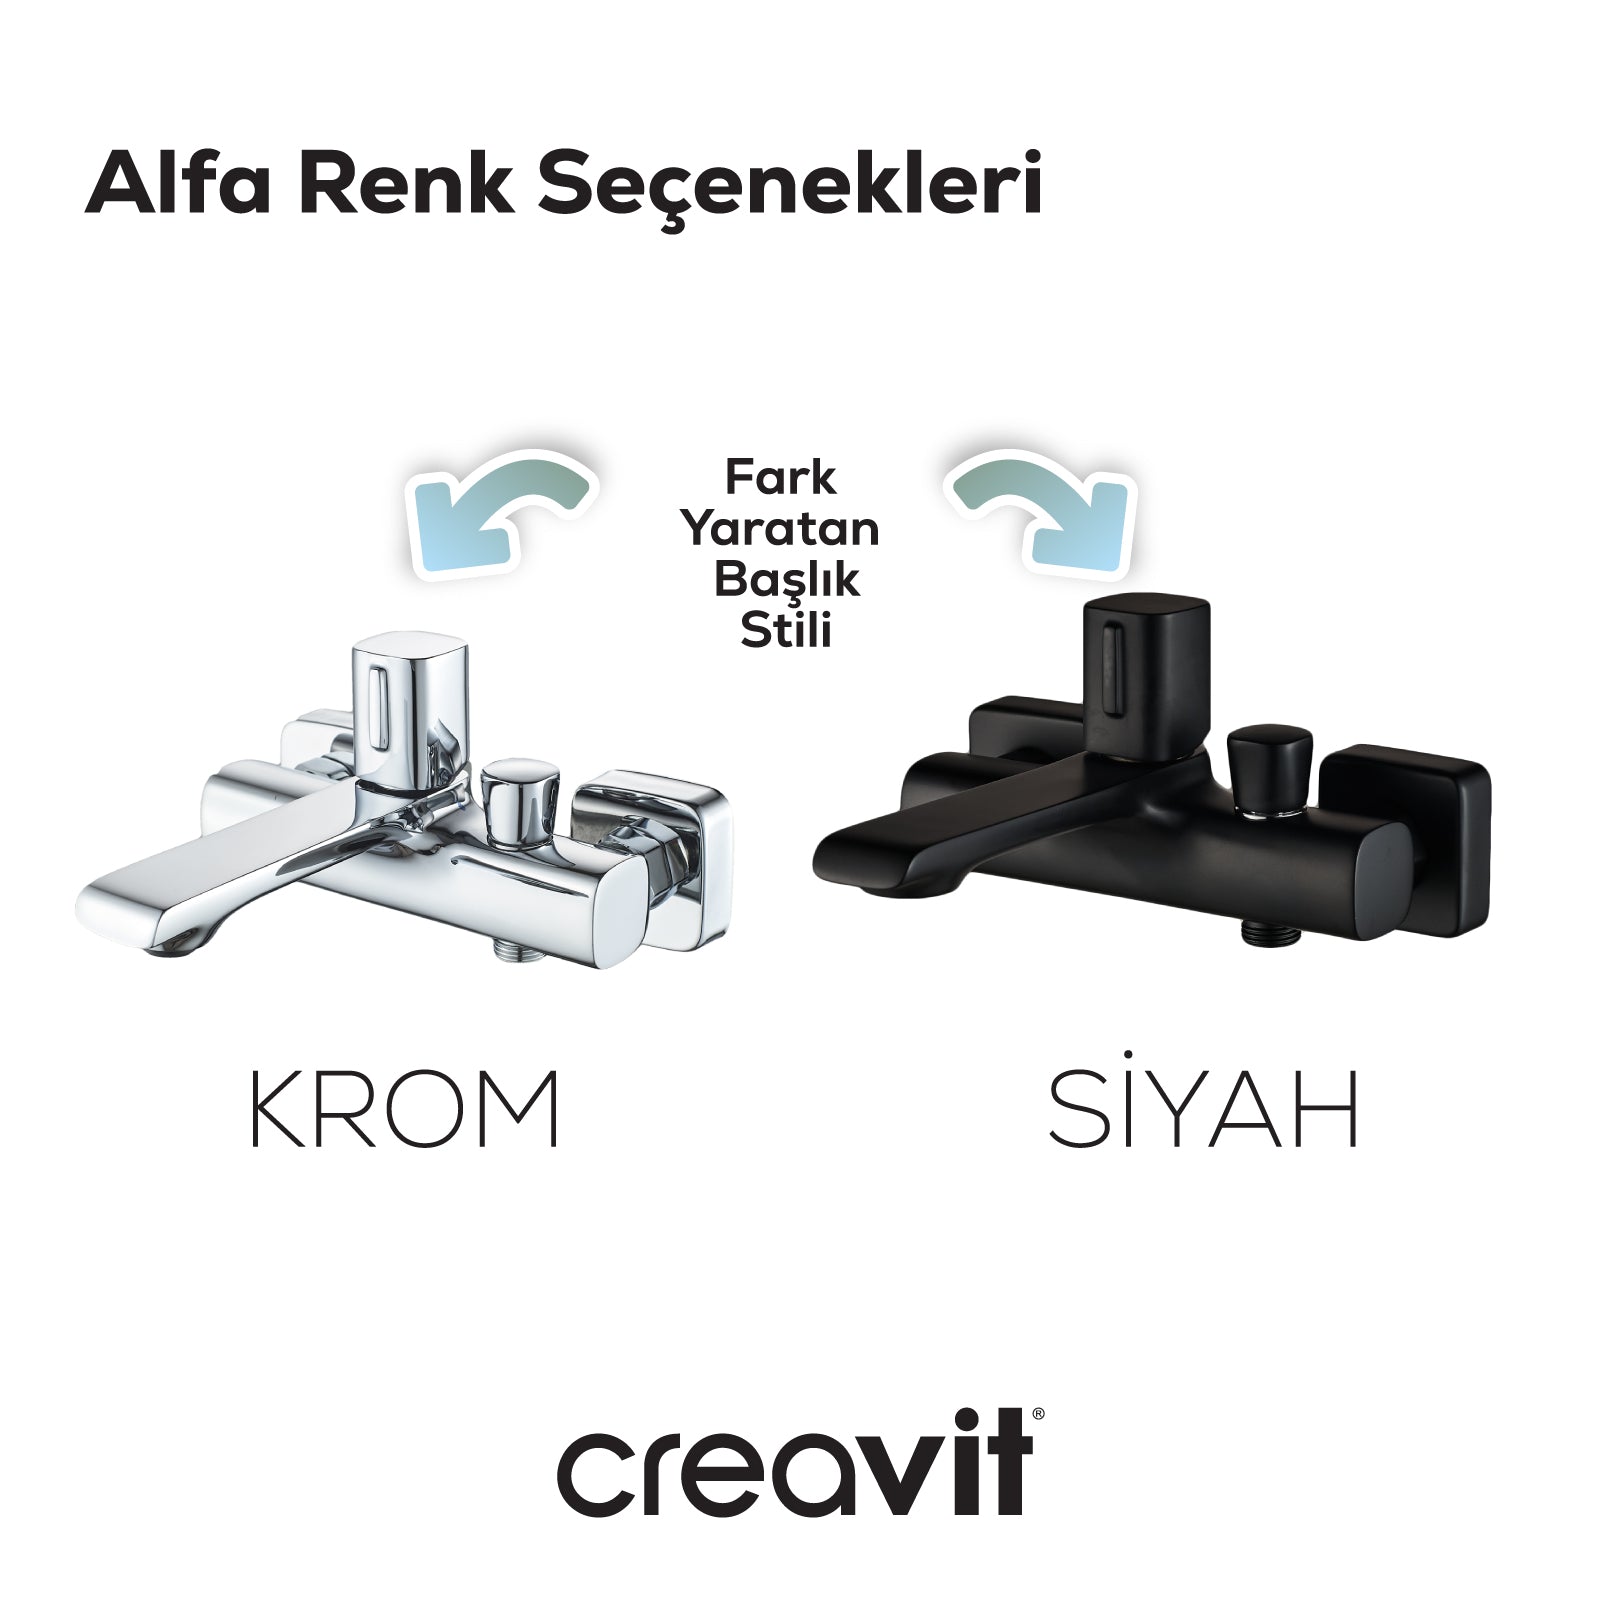 Alfa Renk Seçenekleri
Fark
Yaratan
Başlık
Stili
KROM
SİYAH
creavit®